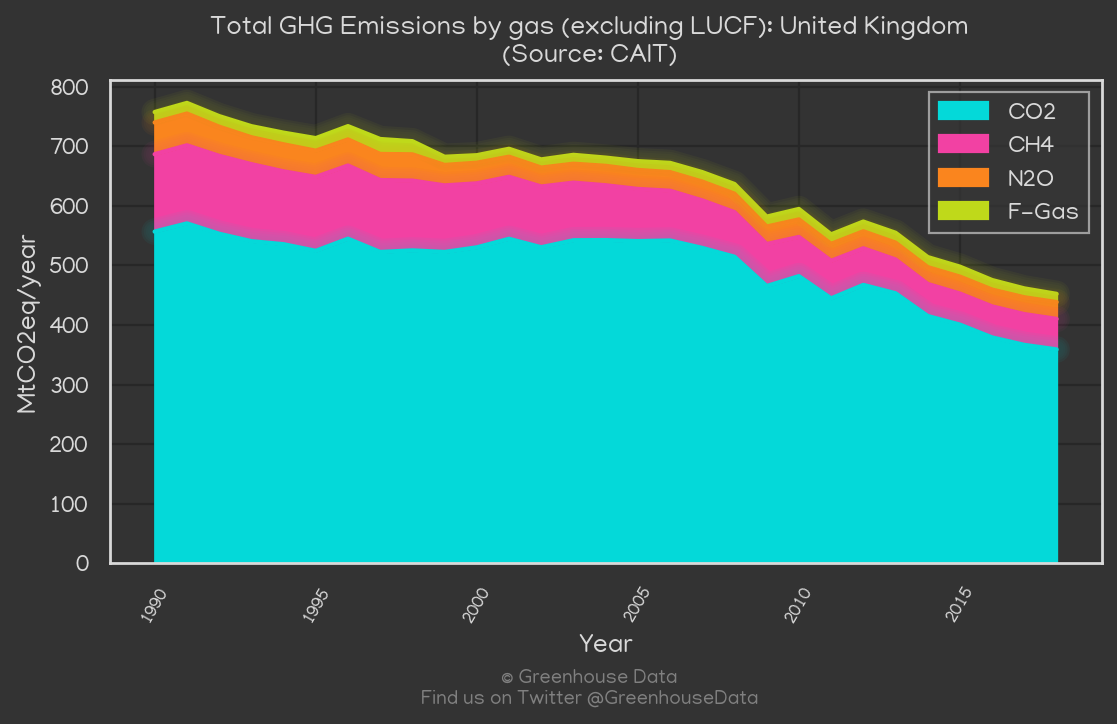 Total GHG Emissions by gas (excluding LUCF): United Kingdom
(Source: CAIT)
800
700
600
500
400
300
200
100
0
MtCO2eq/year
CO2
CH4
N2O
F-Gas
1990
1995
2000
2005
2010
2015
Year
© Greenhouse Data
Find us on Twitter @GreenhouseData